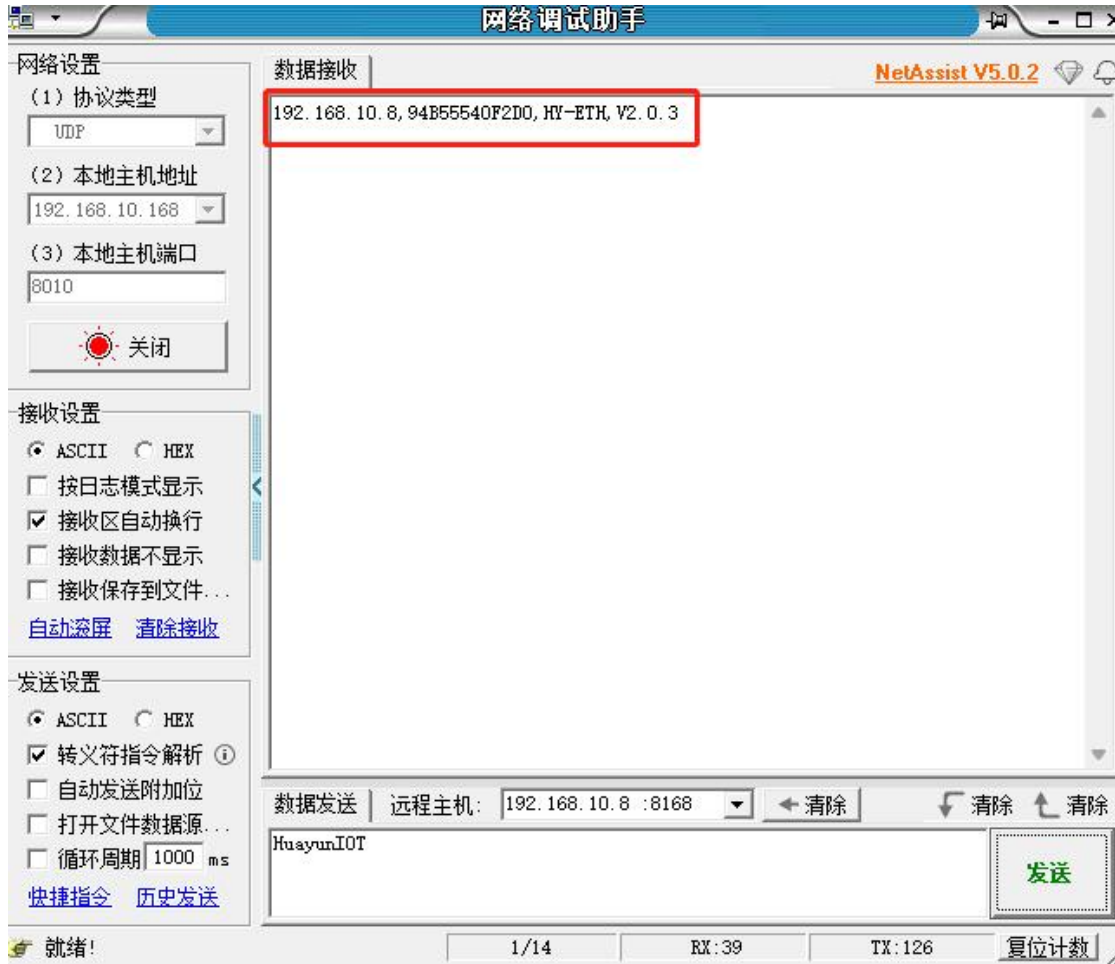 网络调试助手
网络设置
(1) 协议类型
UDP
(2) 本地主机地址
192.168.10.168
(3) 本地主机端口
8010
关闭
接收设置
ASCII HEX
按日志模式显示
接收区自动换行
接收数据不显示
接收保存到文件...
自动滚屏 清除接收
发送设置
ASCII HEX
转义符指令解析
自动发送附加位
打开文件数据源...
循环周期 1000 ms
快捷指令 历史发送
数据接收 NetAssist V5.0.2
192.168.10.8,94B55540F2D0,HY-ETH,V2.0.3
数据发送 远程主机: 192.168.10.8 :8168 清除 清除 清除
HuayunIOT
发送
就绪! 1/14 RX:39 TX:126 复位计数